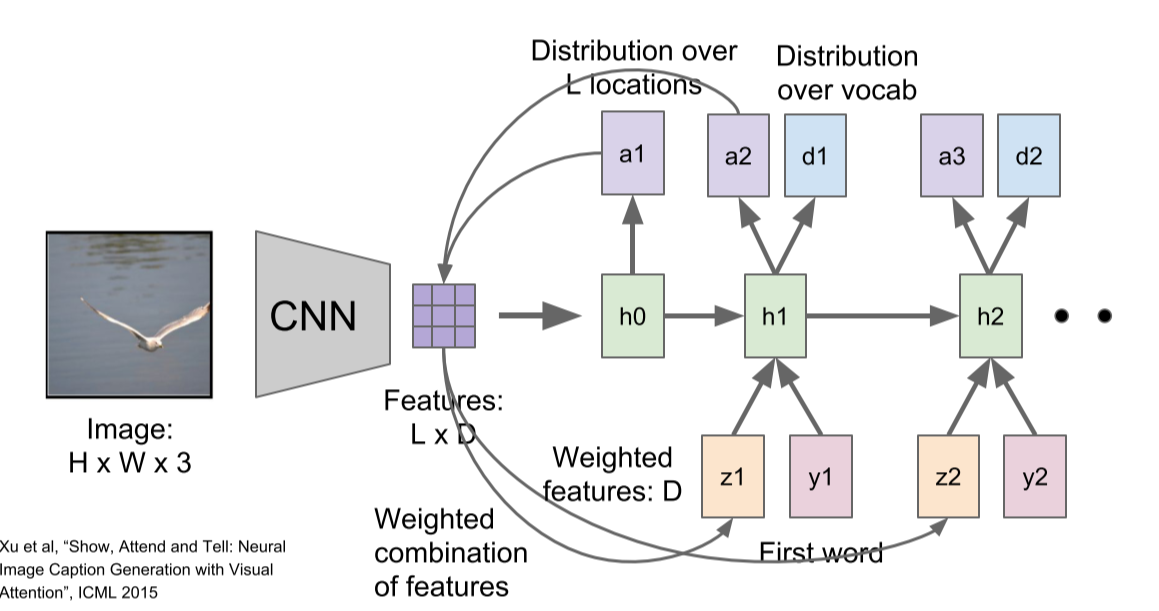 Distribution over
L locations
Distribution
over vocab
a1
a2
d1
a3
d2
CNN
h0
h1
h2
Features:
L x D
Image:
H x W x 3
Weighted
features: D
z1
y1
z2
y2
Weighted
combination
of features
First word
Xu et al, “Show, Attend and Tell: Neural
Image Caption Generation with Visual
Attention”, ICML 2015